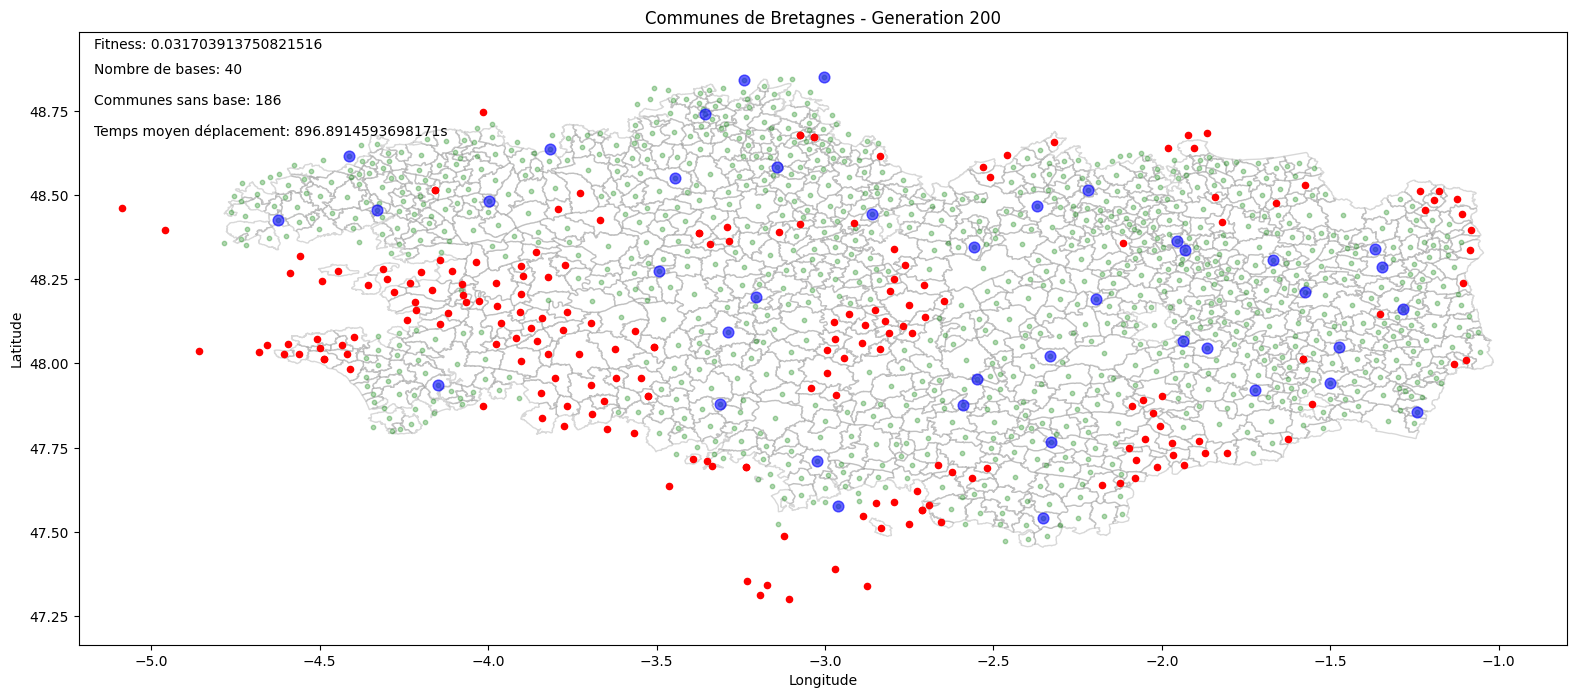 Communes de Bretagnes - Generation 200
Fitness: 0.031703913750821516
Nombre de bases: 40
Communes sans base: 186
Temps moyen déplacement: 896.8914593698171s
Latitude
48.75
48.50
48.25
48.00
47.75
47.50
47.25
−5.0 −4.5 −4.0 −3.5 −3.0 −2.5 −2.0 −1.5 −1.0
Longitude